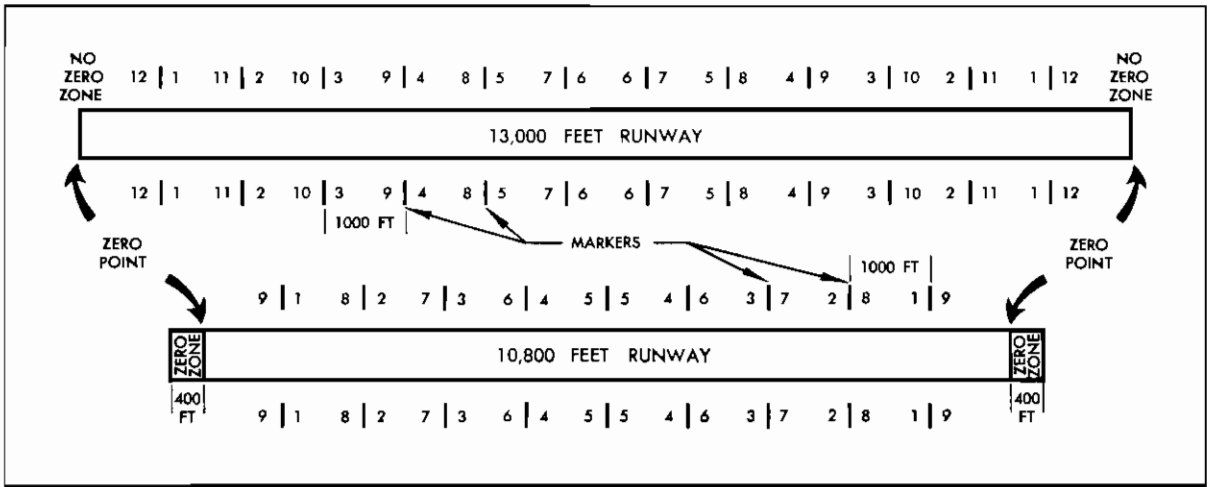 NO ZERO ZONE
12 | 1 11 | 2 10 | 3 9 | 4 8 | 5 7 | 6 6 | 7 5 | 8 4 | 9 3 | 10 2 | 11 1 | 12
NO ZERO ZONE
13,000 FEET RUNWAY
12 | 1 11 | 2 10 | 3 9 | 4 8 | 5 7 | 6 6 | 7 5 | 8 4 | 9 3 | 10 2 | 11 1 | 12
1000 FT
MARKERS
ZERO POINT
ZERO POINT
1000 FT
9 | 1 8 | 2 7 | 3 6 | 4 5 | 5 4 | 6 3 | 7 2 | 8 1 | 9
ZERO ZONE
10,800 FEET RUNWAY
ZERO ZONE
400 FT
9 | 1 8 | 2 7 | 3 6 | 4 5 | 5 4 | 6 3 | 7 2 | 8 1 | 9
400 FT